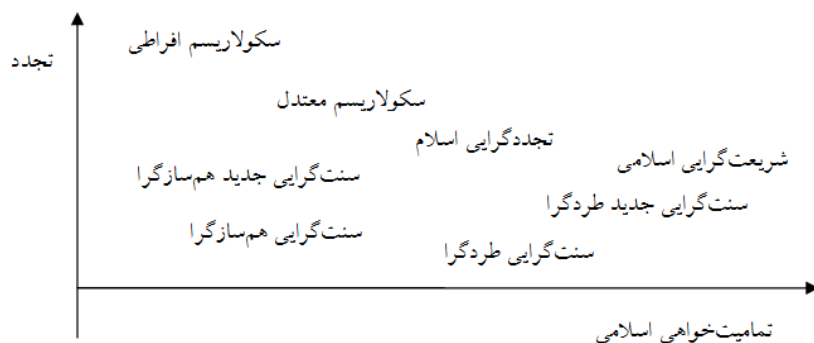 سکولاریسم افراطی
تجدد
سکولاریسم معتدل
تجددگرایی اسلام
شریعت‌گرایی اسلامی
سنت‌گرایی جدید هم‌سازگرا
سنت‌گرایی جدید طردگرا
سنت‌گرایی هم‌سازگرا
سنت‌گرایی طردگرا
تمامیت‌خواهی اسلامی